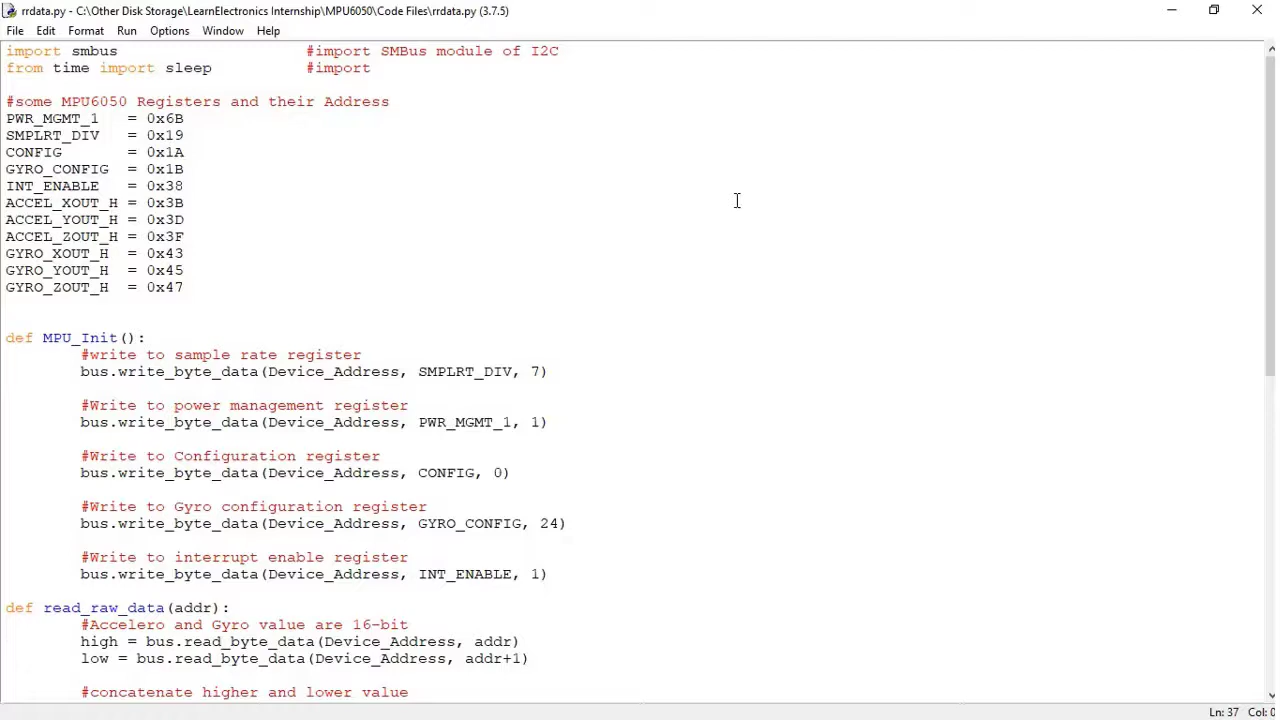 rrdata.py - C:\Other Disk Storage\LearnElectronics Internship\MPU6050\Code Files\rrdata.py (3.7.5)
File Edit Format Run Options Window Help
import smbus #import SMBus module of I2C
from time import sleep #import
#some MPU6050 Registers and their Address
PWR_MGMT_1 = 0x6B
SMPLRT_DIV = 0x19
CONFIG = 0x1A
GYRO_CONFIG = 0x1B
INT_ENABLE = 0x38
ACCEL_XOUT_H = 0x3B
ACCEL_YOUT_H = 0x3D
ACCEL_ZOUT_H = 0x3F
GYRO_XOUT_H = 0x43
GYRO_YOUT_H = 0x45
GYRO_ZOUT_H = 0x47
def MPU_Init():
#write to sample rate register
bus.write_byte_data(Device_Address, SMPLRT_DIV, 7)
#Write to power management register
bus.write_byte_data(Device_Address, PWR_MGMT_1, 1)
#Write to Configuration register
bus.write_byte_data(Device_Address, CONFIG, 0)
#Write to Gyro configuration register
bus.write_byte_data(Device_Address, GYRO_CONFIG, 24)
#Write to interrupt enable register
bus.write_byte_data(Device_Address, INT_ENABLE, 1)
def read_raw_data(addr):
#Accelero and Gyro value are 16-bit
high = bus.read_byte_data(Device_Address, addr)
low = bus.read_byte_data(Device_Address, addr+1)
#concatenate higher and lower value
Ln: 37 Col: 0